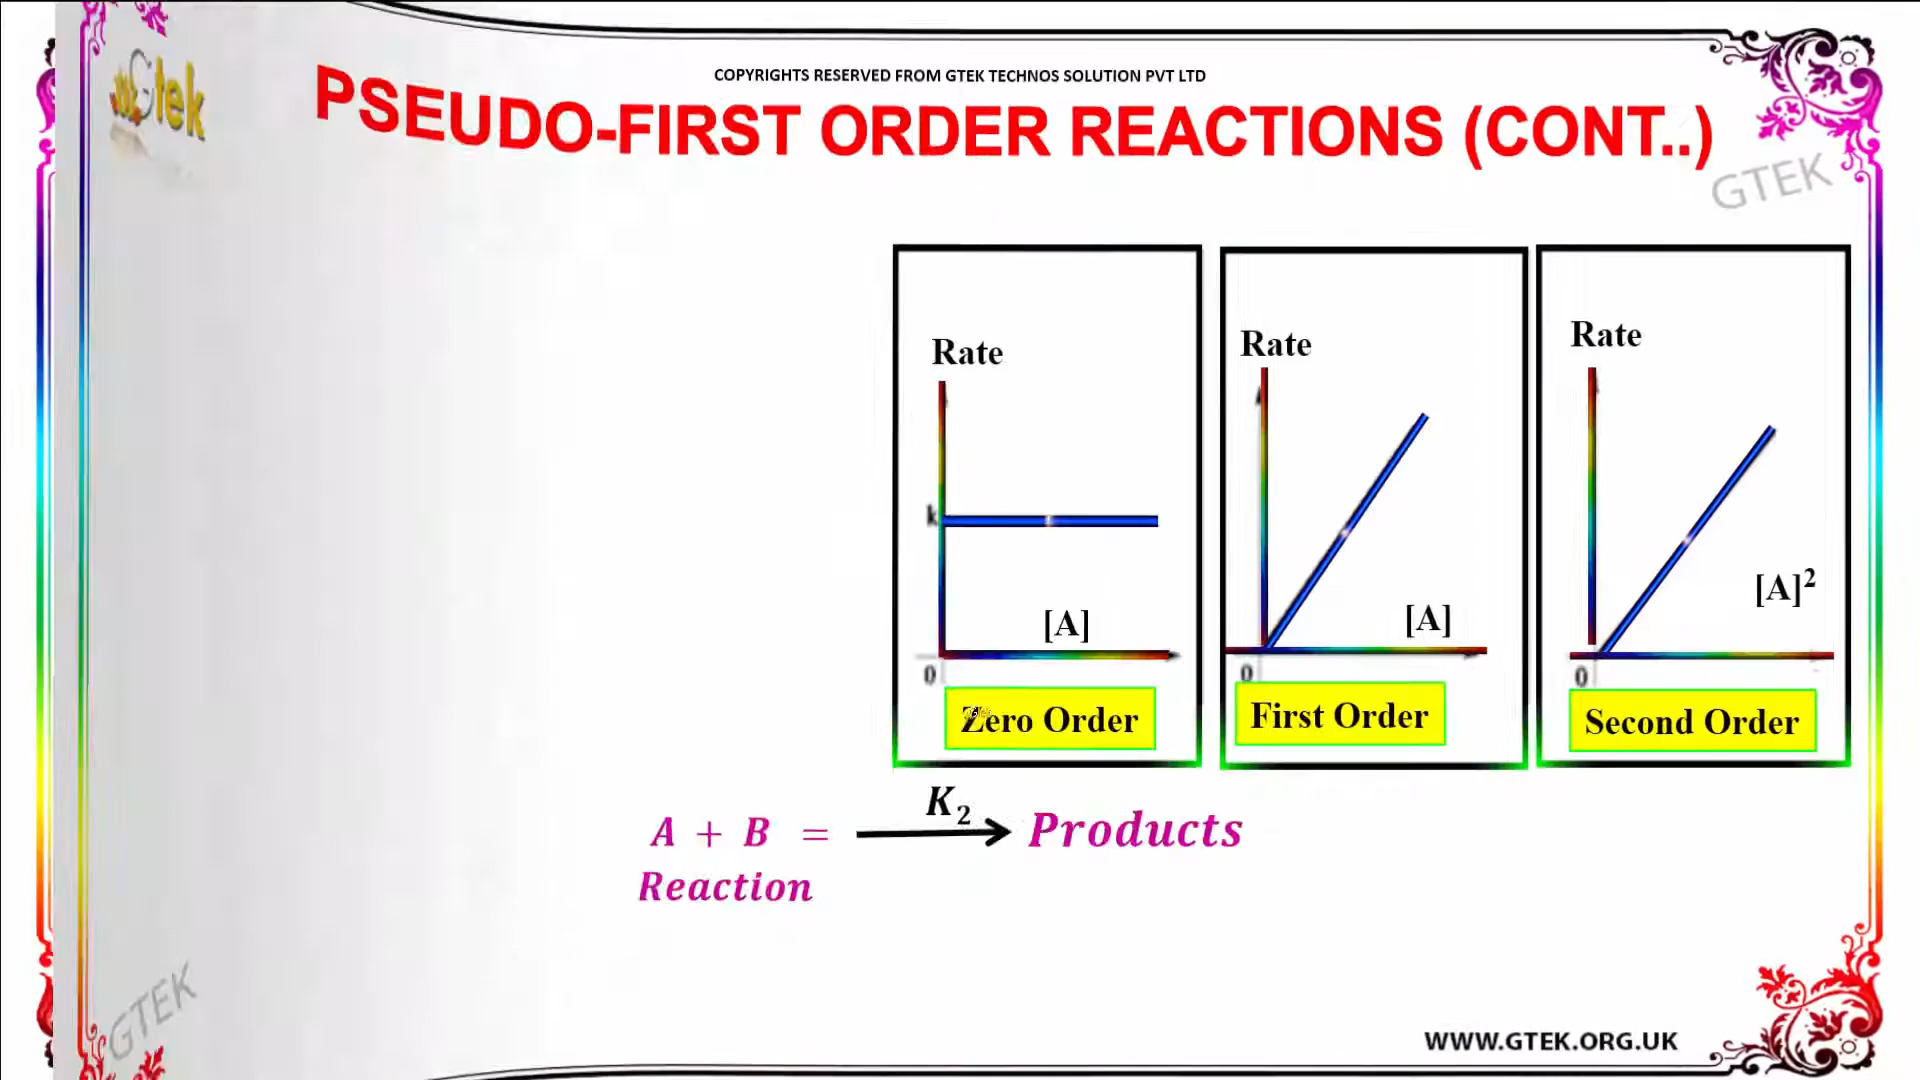 COPYRIGHTS RESERVED FROM GTEK TECHNOS SOLUTION PVT LTD
Gtek
PSEUDO-FIRST ORDER REACTIONS (CONT..)
GTEK
Rate
k
[A]
0
Zero Order
Rate
[A]
0
First Order
Rate
[A]²
0
Second Order
K₂
A + B = ⟶ Products
Reaction
GTEK
WWW.GTEK.ORG.UK